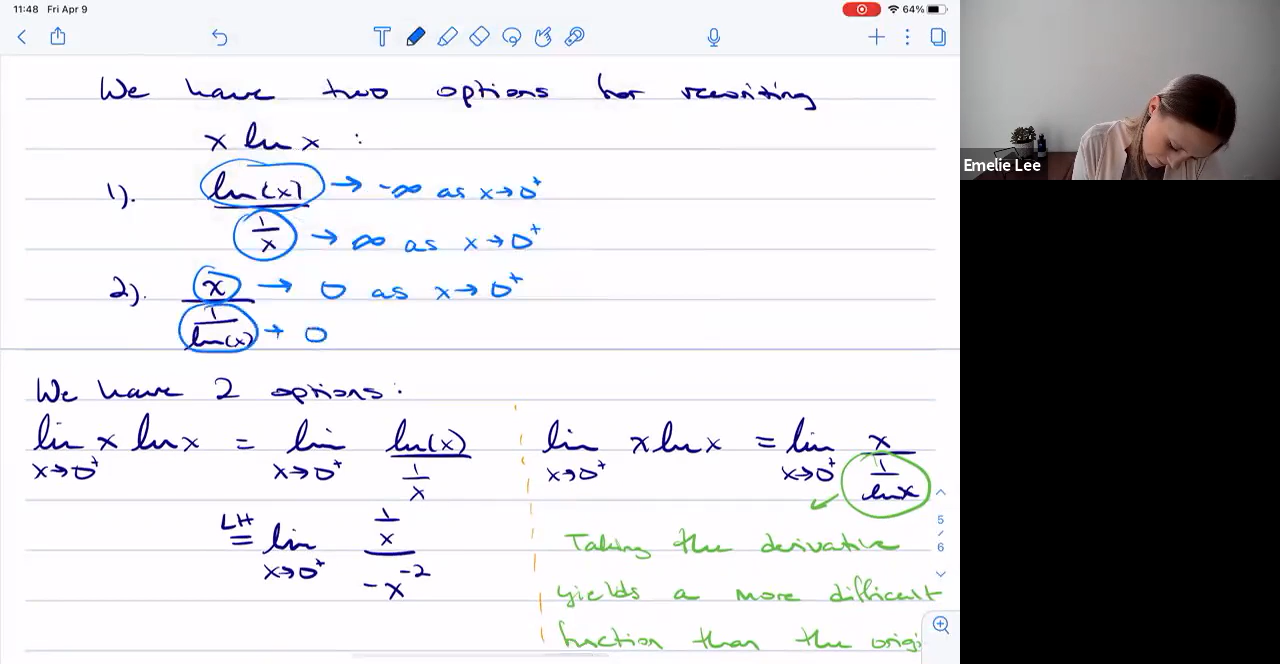 11:48 Fri Apr 9
64%
We have two options for rewriting
x ln x :
1). ln(x) → -∞ as x→0⁺
1/x → ∞ as x→0⁺
2). x → 0 as x→0⁺
1/ln(x) → 0
We have 2 options:
lim x→0⁺ x ln x = lim x→0⁺ ln(x) / (1/x)
LH = lim x→0⁺ (1/x) / (-x⁻²)
lim x→0⁺ x ln x = lim x→0⁺ x / (1/ln x)
Taking the derivative
yields a more difficult
function than the origi
5/6
Emelie Lee